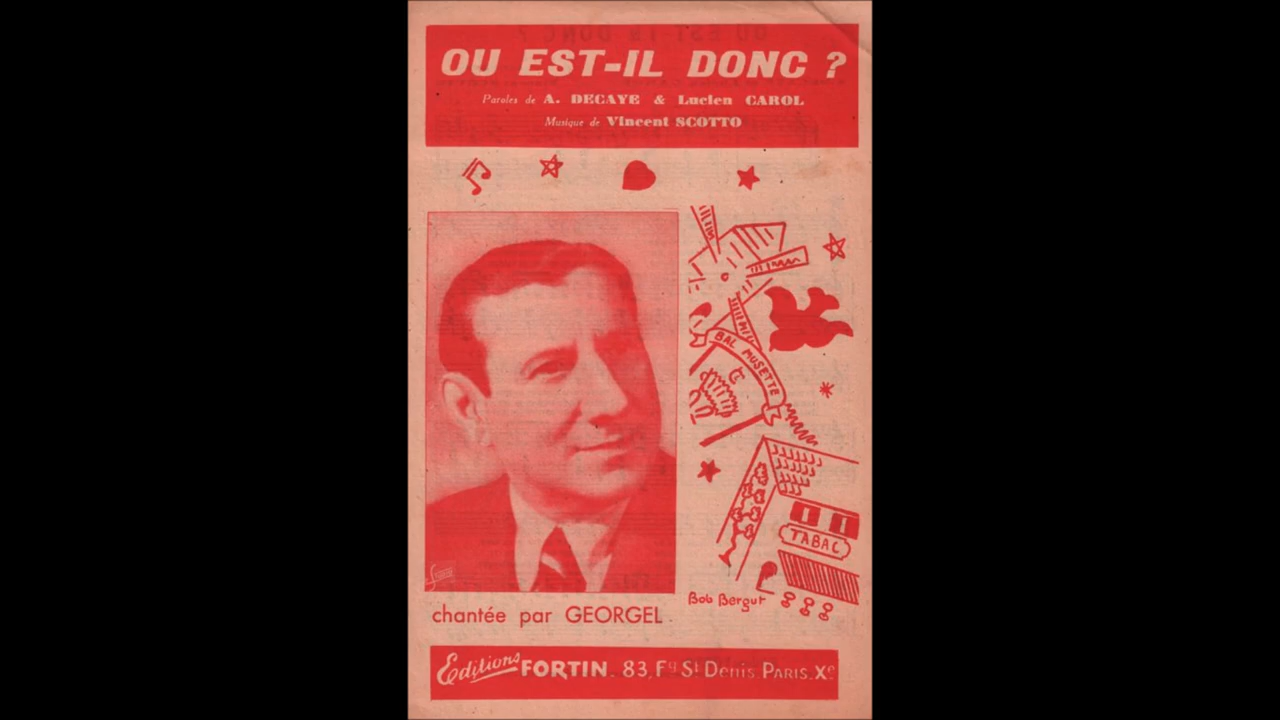 OU EST-IL DONC ?
Paroles de A. DECAYE & Lucien CAROL
Musique de Vincent SCOTTO
BAL MUSETTE
TABAC
Bob Bergut
chantée par GEORGEL
Editions FORTIN. 83, Fg St Denis. PARIS. Xe